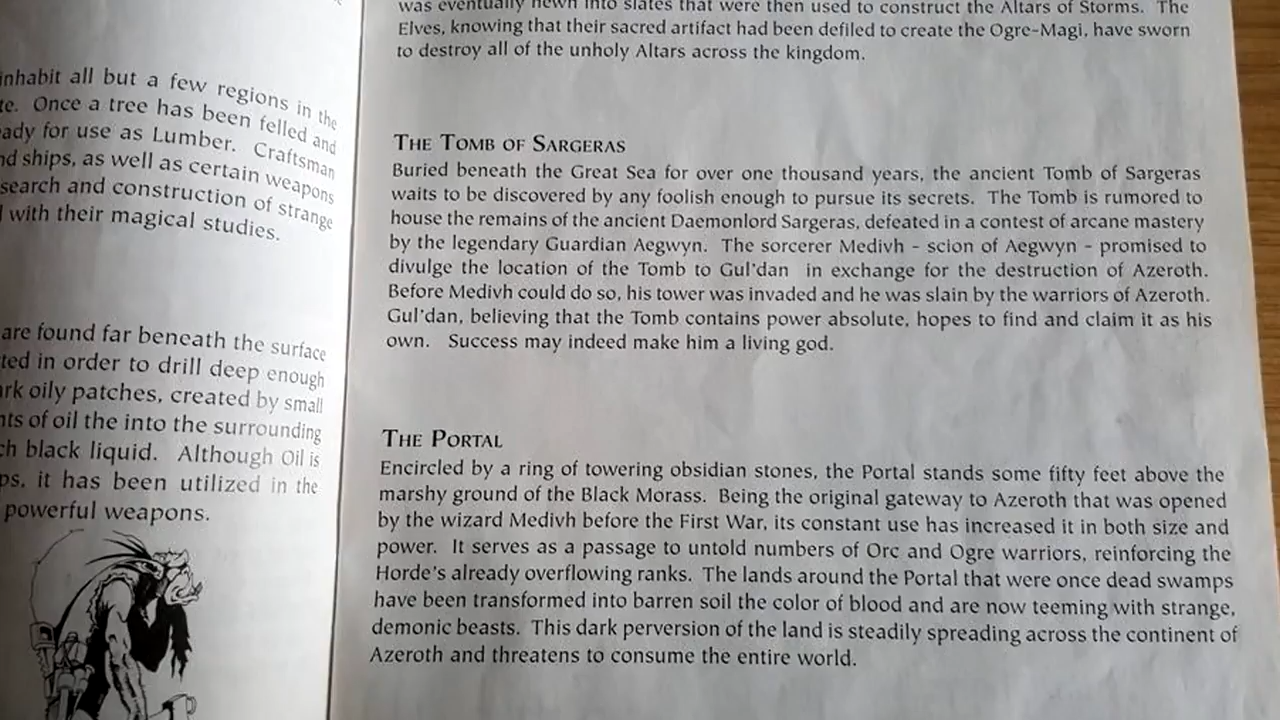 inhabit all but a few regions in the
Once a tree has been felled and
ready for use as Lumber. Craftsman
and ships, as well as certain weapons
search and construction of strange
with their magical studies.
are found far beneath the surface
in order to drill deep enough
dark oily patches, created by small
of oil the into the surrounding
black liquid. Although Oil is
it has been utilized in the
powerful weapons.
was eventually hewn into slates that were then used to construct the Altars of Storms. The
Elves, knowing that their sacred artifact had been defiled to create the Ogre-Magi, have sworn
to destroy all of the unholy Altars across the kingdom.
THE TOMB OF SARGERAS
Buried beneath the Great Sea for over one thousand years, the ancient Tomb of Sargeras
waits to be discovered by any foolish enough to pursue its secrets. The Tomb is rumored to
house the remains of the ancient Daemonlord Sargeras, defeated in a contest of arcane mastery
by the legendary Guardian Aegwyn. The sorcerer Medivh - scion of Aegwyn - promised to
divulge the location of the Tomb to Gul'dan in exchange for the destruction of Azeroth.
Before Medivh could do so, his tower was invaded and he was slain by the warriors of Azeroth.
Gul'dan, believing that the Tomb contains power absolute, hopes to find and claim it as his
own. Success may indeed make him a living god.
THE PORTAL
Encircled by a ring of towering obsidian stones, the Portal stands some fifty feet above the
marshy ground of the Black Morass. Being the original gateway to Azeroth that was opened
by the wizard Medivh before the First War, its constant use has increased it in both size and
power. It serves as a passage to untold numbers of Orc and Ogre warriors, reinforcing the
Horde's already overflowing ranks. The lands around the Portal that were once dead swamps
have been transformed into barren soil the color of blood and are now teeming with strange,
demonic beasts. This dark perversion of the land is steadily spreading across the continent of
Azeroth and threatens to consume the entire world.